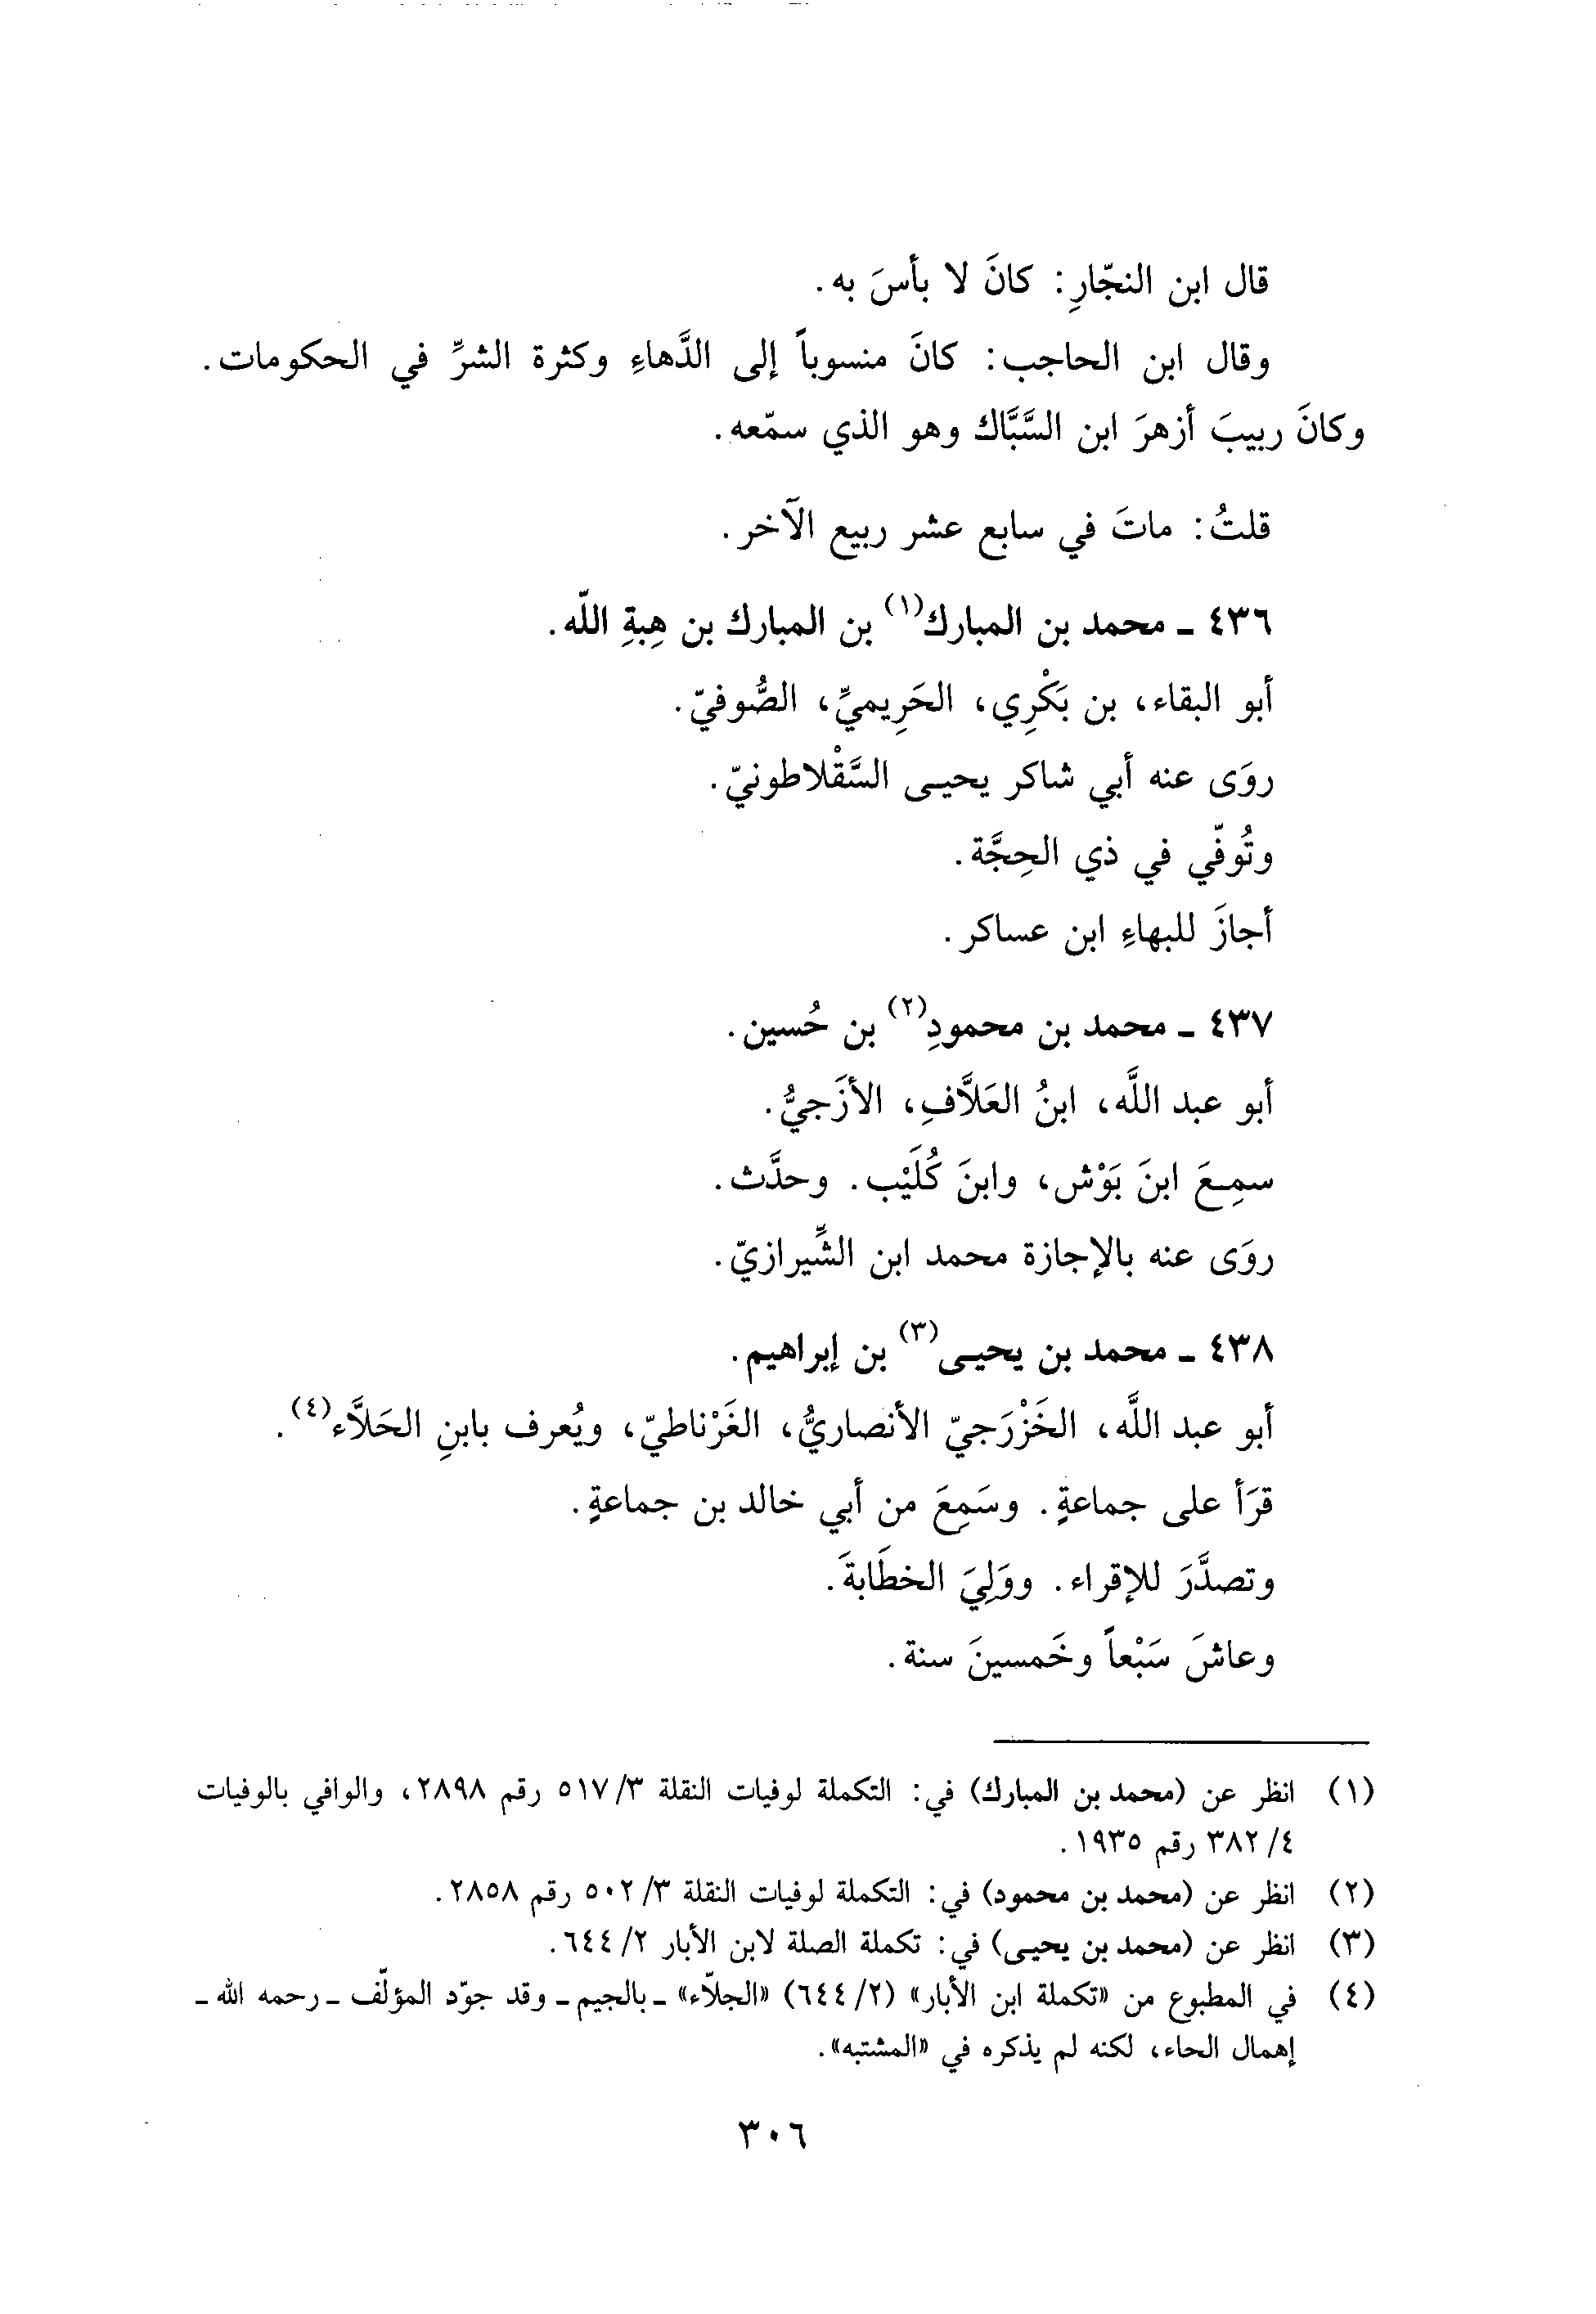 قال ابن النجّارِ: كانَ لا بأسَ به.
وقال ابن الحاجب: كانَ منسوباً إلى الدَّهاءِ وكثرة الشرِّ في الحكومات.
وكانَ ربيبَ أزهرَ ابن السَّبَّاك وهو الذي سمّعه.
قلتُ: ماتَ في سابع عشر ربيع الآخر.
٤٣٦ ـ محمد بن المبارك(١) بن المبارك بن هِبةِ اللّه.
أبو البقاء، بن بَكْرِي، الحَرِيميِّ، الصُّوفيّ.
روَى عنه أبي شاكر يحيـى السَّقْلاطونيّ.
وتُوفّي في ذي الحِجَّة.
أجازَ للبهاءِ ابن عساكر.
٤٣٧ ـ محمد بن محمودِ(٢) بن حُسين.
أبو عبد اللَّه، ابنُ العَلاَّفِ، الأزَجيُّ.
سمِـعَ ابنَ بَوْش، وابنَ كُلَيْب. وحدَّث.
روَى عنه بالإجازة محمد ابن الشِّيرازيّ.
٤٣٨ ـ محمد بن يحيـى(٣) بن إبراهيم.
أبو عبد اللَّه، الخَزْرَجيّ الأنصاريُّ، الغَرْناطيّ، ويُعرف بابنِ الحَلاَّء(٤).
قرَأ على جماعةٍ. وسَمِعَ من أبي خالد بن جماعةٍ.
وتصدَّرَ للإقراء. ووَلِيَ الخطَابةَ.
وعاشَ سَبْعاً وخَمسينَ سنة.
(١) انظر عن (محمد بن المبارك) في: التكملة لوفيات النقلة ٣/ ٥١٧ رقم ٢٨٩٨، والوافي بالوفيات
٤/ ٣٨٢ رقم ١٩٣٥.
(٢) انظر عن (محمد بن محمود) في: التكملة لوفيات النقلة ٣/ ٥٠٢ رقم ٢٨٥٨.
(٣) انظر عن (محمد بن يحيـى) في: تكملة الصلة لابن الأبار ٢/ ٦٤٤.
(٤) في المطبوع من «تكملة ابن الأبار» (٢/ ٦٤٤) «الجلاّء» ـ بالجيم ـ وقد جوّد المؤلّف ـ رحمه الله ـ
إهمال الحاء، لكنه لم يذكره في «المشتبه».
٣٠٦